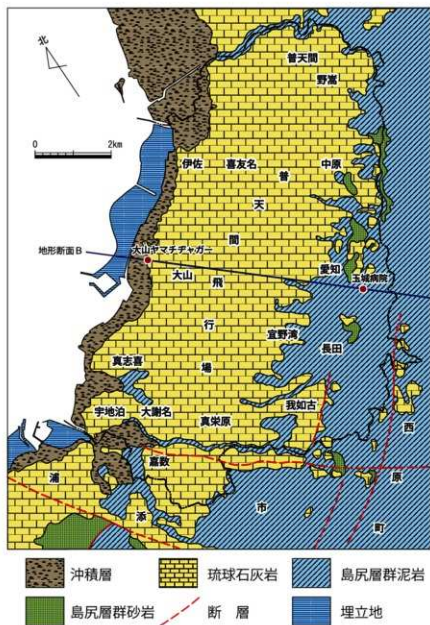 北
0 2km
普天間
野嵩
伊佐
喜友名
中原
普
天
間
飛
行
場
地形断面B
大山ヤマチヂャガー
大山
愛知
玉城病院
宜野湾
長田
真志喜
我如古
宇地泊
大謝名
真栄原
嘉数
西
原
町
浦
添
市
沖積層
琉球石灰岩
島尻層群泥岩
島尻層群砂岩
断層
埋立地